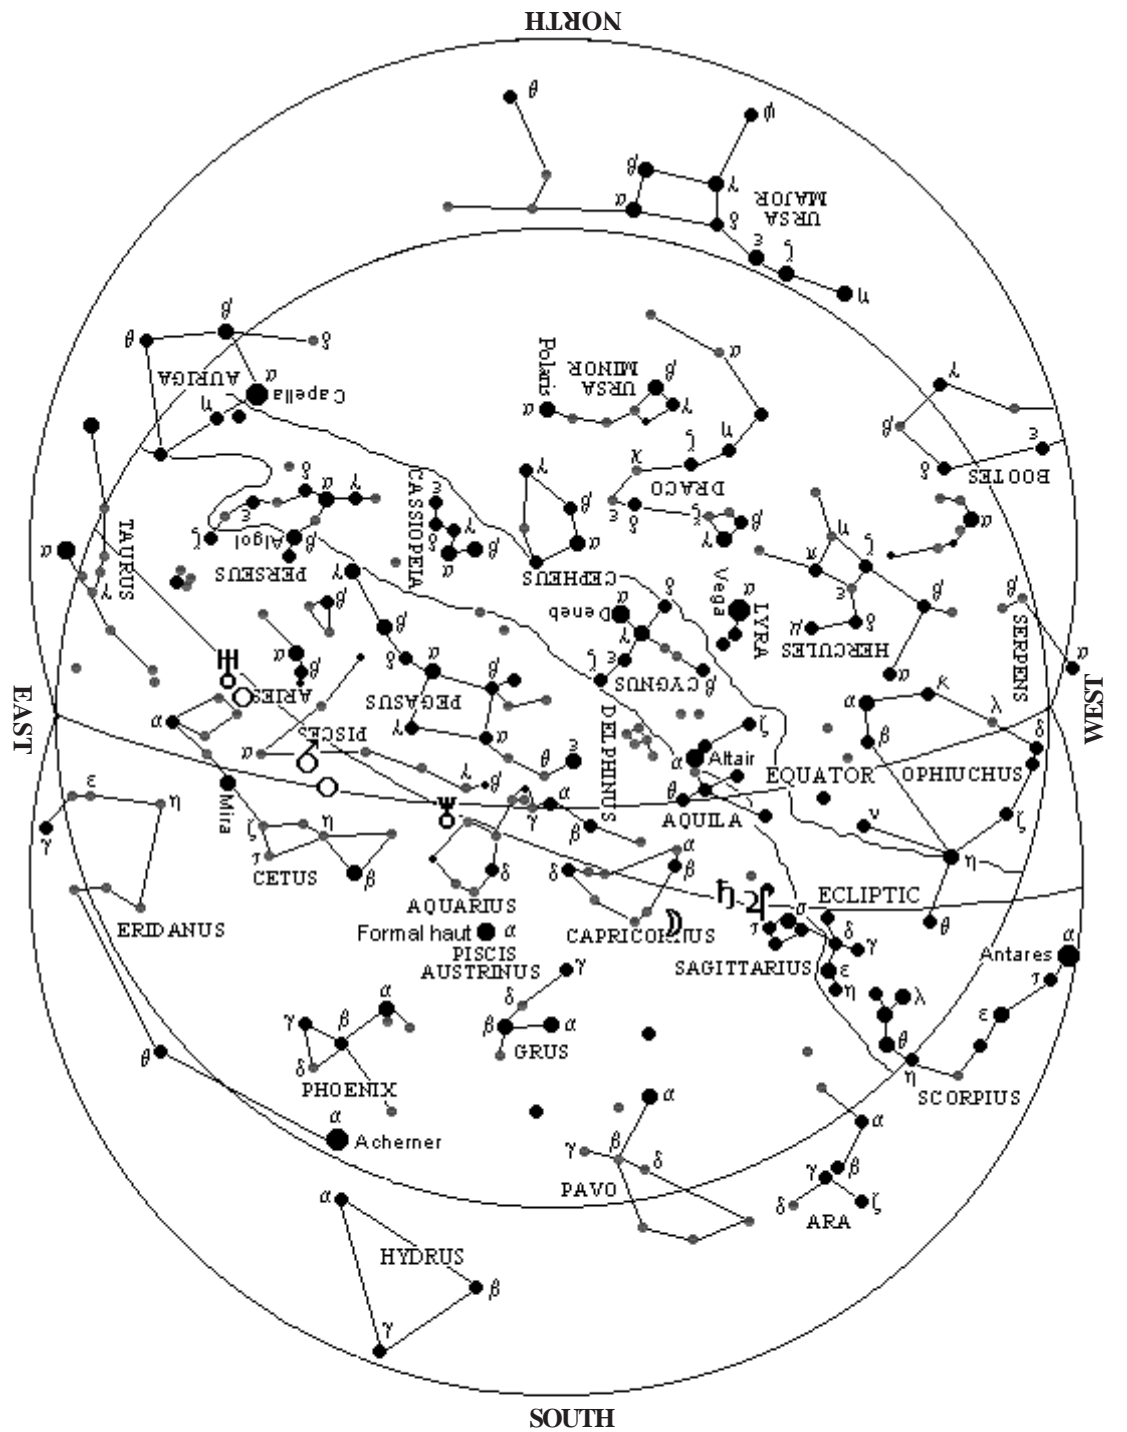 NORTH
θ
φ
β
γ
α
δ
URSA
MAJOR
ε
ζ
η
β
θ
δ
AURIGA
α
Capella
η
Polaris
α
URSA
MINOR
β
γ
α
η
ζ
κ
DRACO
ε
δ
ζ
β
γ
γ
β
δ
ε
BOOTES
α
TAURUS
γ
α
δ
α
γ
ε
ζ
Algol
β
PERSEUS
CASSIOPEIA
ε
γ
δ
α
β
γ
β
α
CEPHEUS
η
ζ
π
ε
β
μ
δ
HERCULES
α
α
β
SERPENS
α
γ
β
δ
α
PEGASUS
γ
β
α
β
ARIES
Deneb
α
δ
γ
ε
ζ
β
CYGNUS
Vega
α
LYRA
EAST
WEST
α
PISCES
α
γ
β
θ
ε
DELPHINUS
ζ
α
Altair
θ
AQUILA
EQUATOR
α
κ
β
λ
δ
OPHIUCHUS
ν
ζ
η
θ
ε
η
γ
ERIDANUS
Mira
ζ
η
τ
CETUS
β
γ
α
β
δ
AQUARIUS
δ
α
β
CAPRICORNUS
ECLIPTIC
σ
τ
δ
γ
ε
η
SAGITTARIUS
Formal haut
α
PISCIS
AUSTRINUS
γ
δ
β
α
GRUS
Antares
α
τ
ε
λ
θ
η
SCORPIUS
α
γ
β
δ
PHOENIX
θ
α
Acherner
α
γ
β
δ
PAVO
α
β
γ
δ
ζ
ARA
α
HYDRUS
β
γ
SOUTH